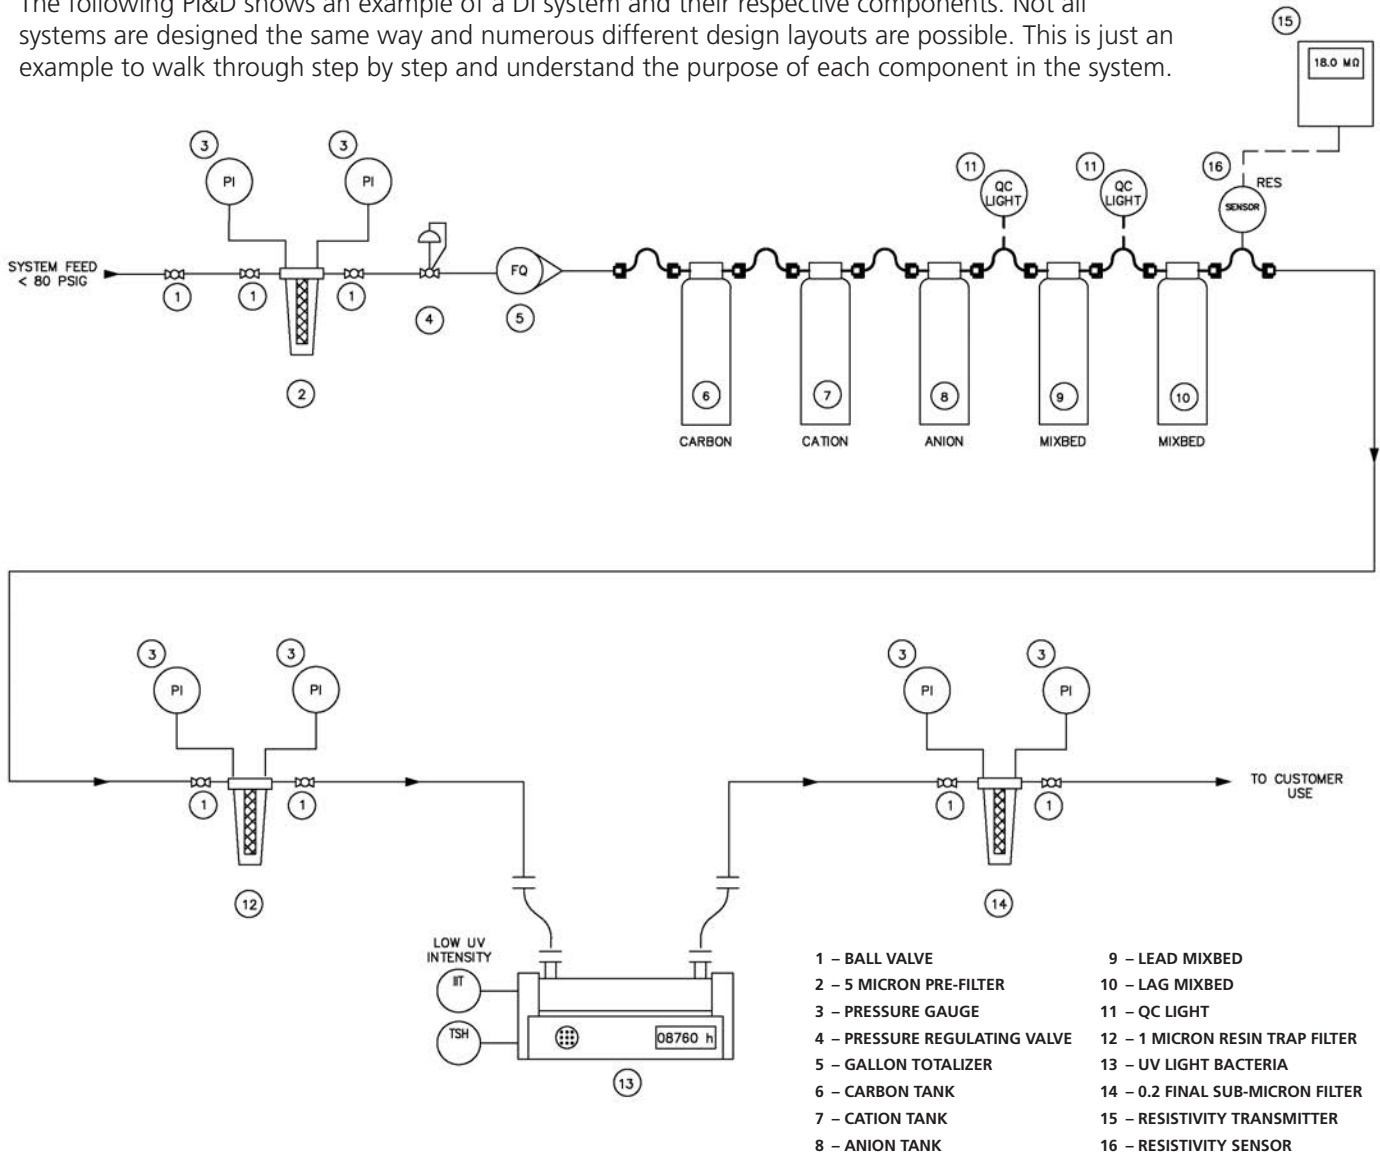 The following PI&D shows an example of a DI system and their respective components. Not all
systems are designed the same way and numerous different design layouts are possible. This is just an
example to walk through step by step and understand the purpose of each component in the system.
15
18.0 MΩ
3
3
PI
PI
11
QC
LIGHT
11
QC
LIGHT
16
RES
SENSOR
SYSTEM FEED
< 80 PSIG
1
1
1
2
4
FQ
5
6
7
8
9
10
CARBON
CATION
ANION
MIXBED
MIXBED
3
3
PI
PI
1
1
12
3
3
PI
PI
1
1
14
TO CUSTOMER
USE
LOW UV
INTENSITY
IIT
TSH
08760 h
13
1 – BALL VALVE
2 – 5 MICRON PRE-FILTER
3 – PRESSURE GAUGE
4 – PRESSURE REGULATING VALVE
5 – GALLON TOTALIZER
6 – CARBON TANK
7 – CATION TANK
8 – ANION TANK
9 – LEAD MIXBED
10 – LAG MIXBED
11 – QC LIGHT
12 – 1 MICRON RESIN TRAP FILTER
13 – UV LIGHT BACTERIA
14 – 0.2 FINAL SUB-MICRON FILTER
15 – RESISTIVITY TRANSMITTER
16 – RESISTIVITY SENSOR